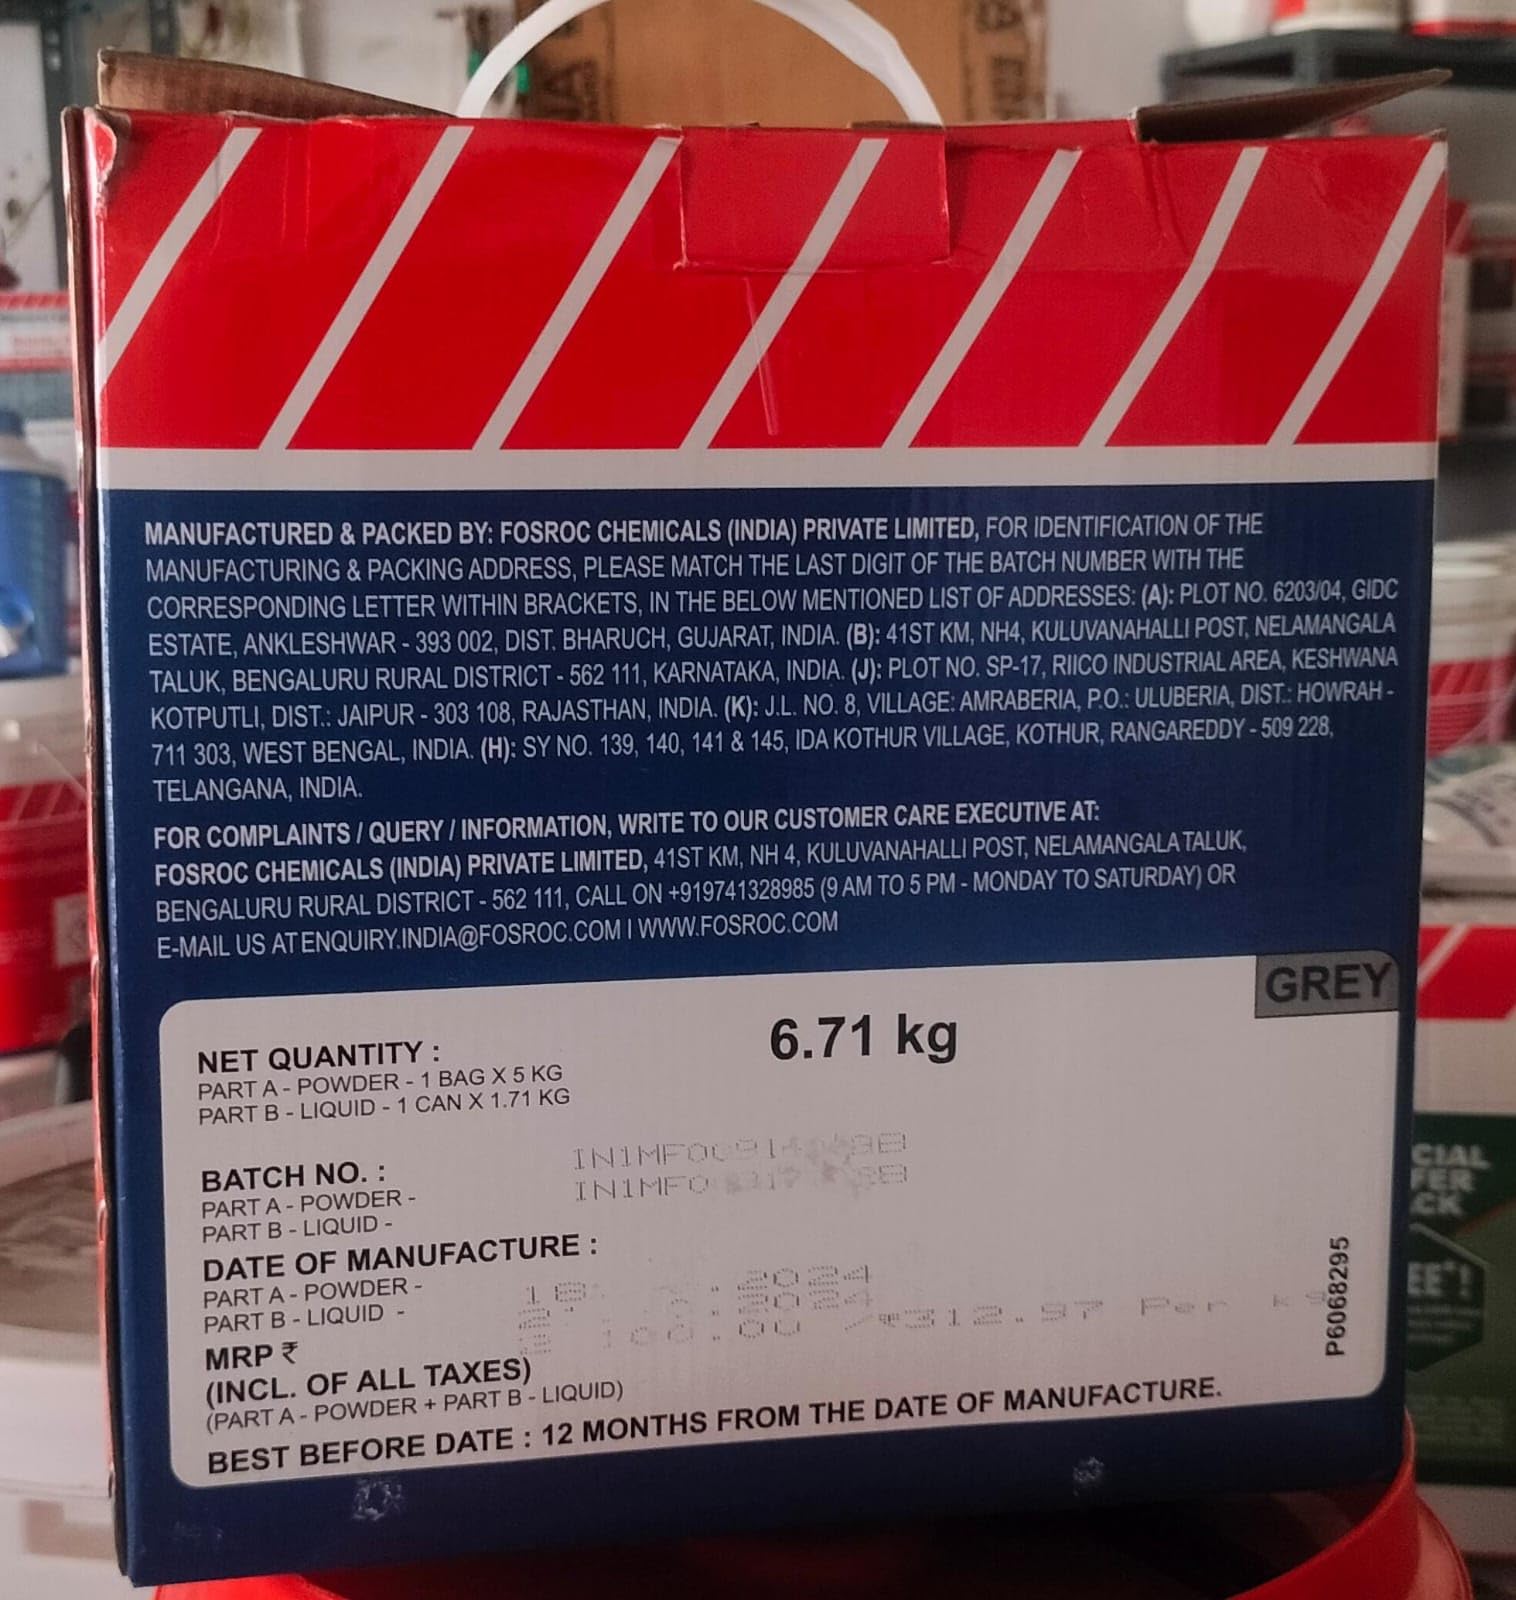 MANUFACTURED & PACKED BY: FOSROC CHEMICALS (INDIA) PRIVATE LIMITED, FOR IDENTIFICATION OF THE
MANUFACTURING & PACKING ADDRESS, PLEASE MATCH THE LAST DIGIT OF THE BATCH NUMBER WITH THE
CORRESPONDING LETTER WITHIN BRACKETS, IN THE BELOW MENTIONED LIST OF ADDRESSES: (A): PLOT NO. 6203/04, GIDC
ESTATE, ANKLESHWAR - 393 002, DIST. BHARUCH, GUJARAT, INDIA. (B): 41ST KM, NH4, KULUVANAHALLI POST, NELAMANGALA
TALUK, BENGALURU RURAL DISTRICT - 562 111, KARNATAKA, INDIA. (J): PLOT NO. SP-17, RIICO INDUSTRIAL AREA, KESHWANA
KOTPUTLI, DIST.: JAIPUR - 303 108, RAJASTHAN, INDIA. (K): J.L. NO. 8, VILLAGE: AMRABERIA, P.O.: ULUBERIA, DIST.: HOWRAH -
711 303, WEST BENGAL, INDIA. (H): SY NO. 139, 140, 141 & 145, IDA KOTHUR VILLAGE, KOTHUR, RANGAREDDY - 509 228,
TELANGANA, INDIA.
FOR COMPLAINTS / QUERY / INFORMATION, WRITE TO OUR CUSTOMER CARE EXECUTIVE AT:
FOSROC CHEMICALS (INDIA) PRIVATE LIMITED, 41ST KM, NH 4, KULUVANAHALLI POST, NELAMANGALA TALUK,
BENGALURU RURAL DISTRICT - 562 111, CALL ON +919741328985 (9 AM TO 5 PM - MONDAY TO SATURDAY) OR
E-MAIL US AT ENQUIRY.INDIA@FOSROC.COM | WWW.FOSROC.COM
GREY
NET QUANTITY : 6.71 kg
PART A - POWDER - 1 BAG X 5 KG
PART B - LIQUID - 1 CAN X 1.71 KG
BATCH NO. :
PART A - POWDER -
PART B - LIQUID -
DATE OF MANUFACTURE :
PART A - POWDER - 2024
PART B - LIQUID - 2024
MRP ₹ /₹312.97 Per
(INCL. OF ALL TAXES)
(PART A - POWDER + PART B - LIQUID)
BEST BEFORE DATE : 12 MONTHS FROM THE DATE OF MANUFACTURE.
P6068295